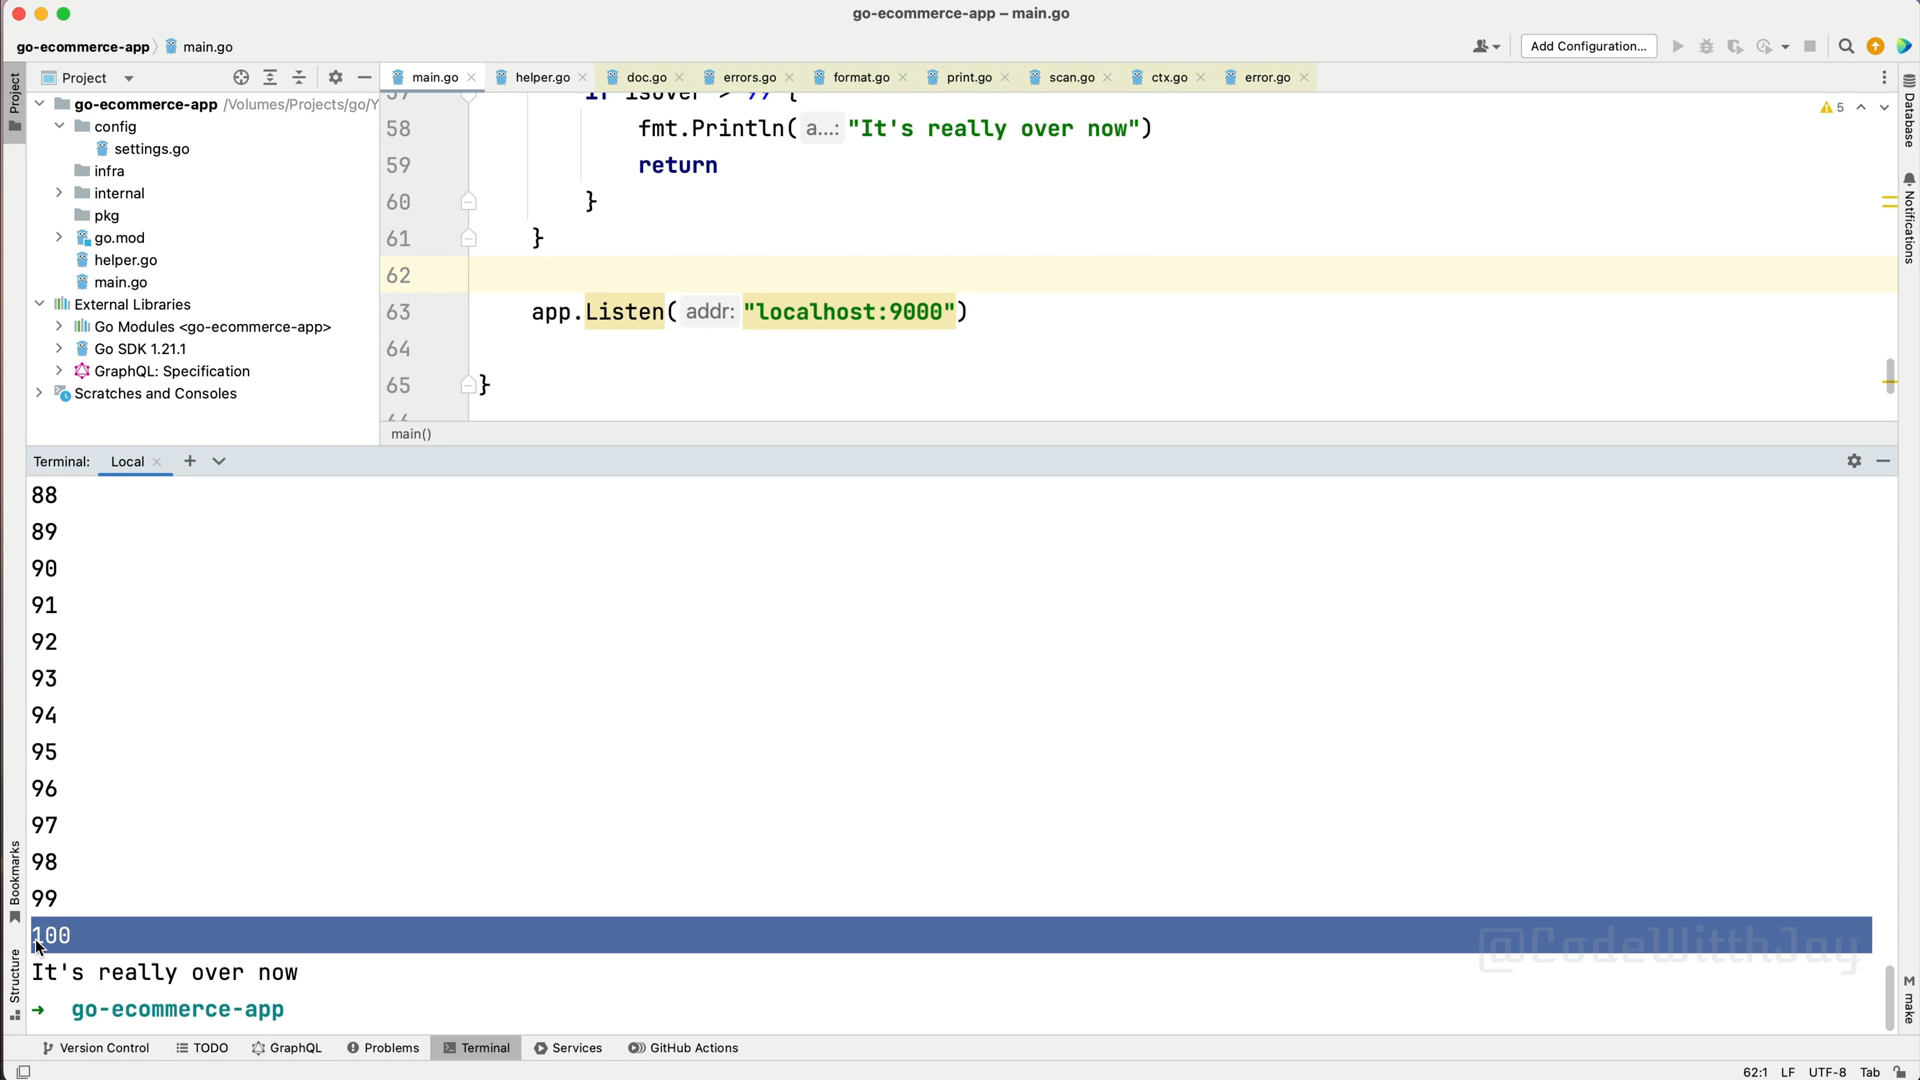 go-ecommerce-app – main.go
go-ecommerce-app main.go
Add Configuration...
Project
Project
main.go helper.go doc.go errors.go format.go print.go scan.go ctx.go error.go
go-ecommerce-app /Volumes/Projects/go/Y
config
settings.go
infra
internal
pkg
go.mod
helper.go
main.go
External Libraries
Go Modules <go-ecommerce-app>
Go SDK 1.21.1
GraphQL: Specification
Scratches and Consoles
5
58 fmt.Println( a...: "It's really over now")
59 return
60 }
61 }
62
63 app.Listen( addr: "localhost:9000")
64
65 }
main()
Database
Notifications
Terminal: Local
88
89
90
91
92
93
94
95
96
97
98
99
100
It's really over now
➜ go-ecommerce-app
@CodeWitthJay
Bookmarks
Structure
M make
Version Control TODO GraphQL Problems Terminal Services GitHub Actions
62:1 LF UTF-8 Tab